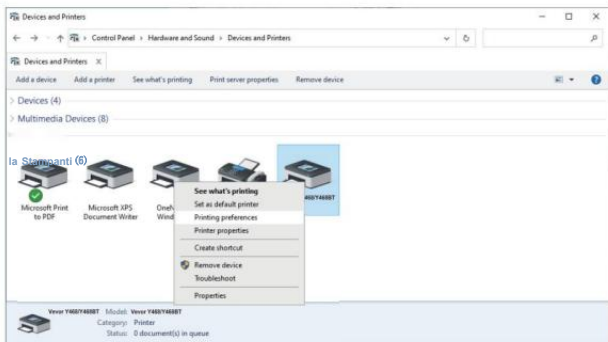 Devices and Printers
Control Panel > Hardware and Sound > Devices and Printers
Devices and Printers X
Add a device Add a printer See what's printing Print server properties Remove device
> Devices (4)
> Multimedia Devices (8)
la Stampanti (6)
Microsoft Print
to PDF
Microsoft XPS
Document Writer
OneN
Wind
Y468BT
See what's printing
Set as default printer
Printing preferences
Printer properties
Create shortcut
Remove device
Troubleshoot
Properties
Vevor Y468/Y468BT Model: Vevor Y468/Y468BT
Category: Printer
Status: 0 document(s) in queue